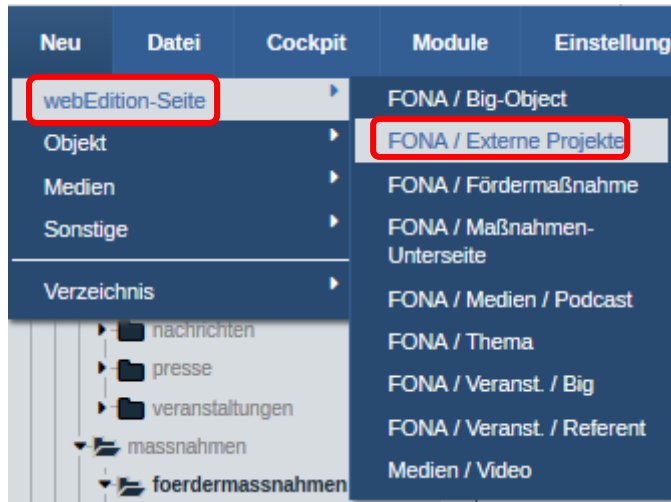 Neu Datei Cockpit Module Einstellung
webEdition-Seite
Objekt
Medien
Sonstige
Verzeichnis
FONA / Big-Object
FONA / Externe Projekte
FONA / Fördermaßnahme
FONA / Maßnahmen-
Unterseite
FONA / Medien / Podcast
FONA / Thema
FONA / Veranst. / Big
FONA / Veranst. / Referent
Medien / Video
nachrichten
presse
veranstaltungen
massnahmen
foerdermassnahmen